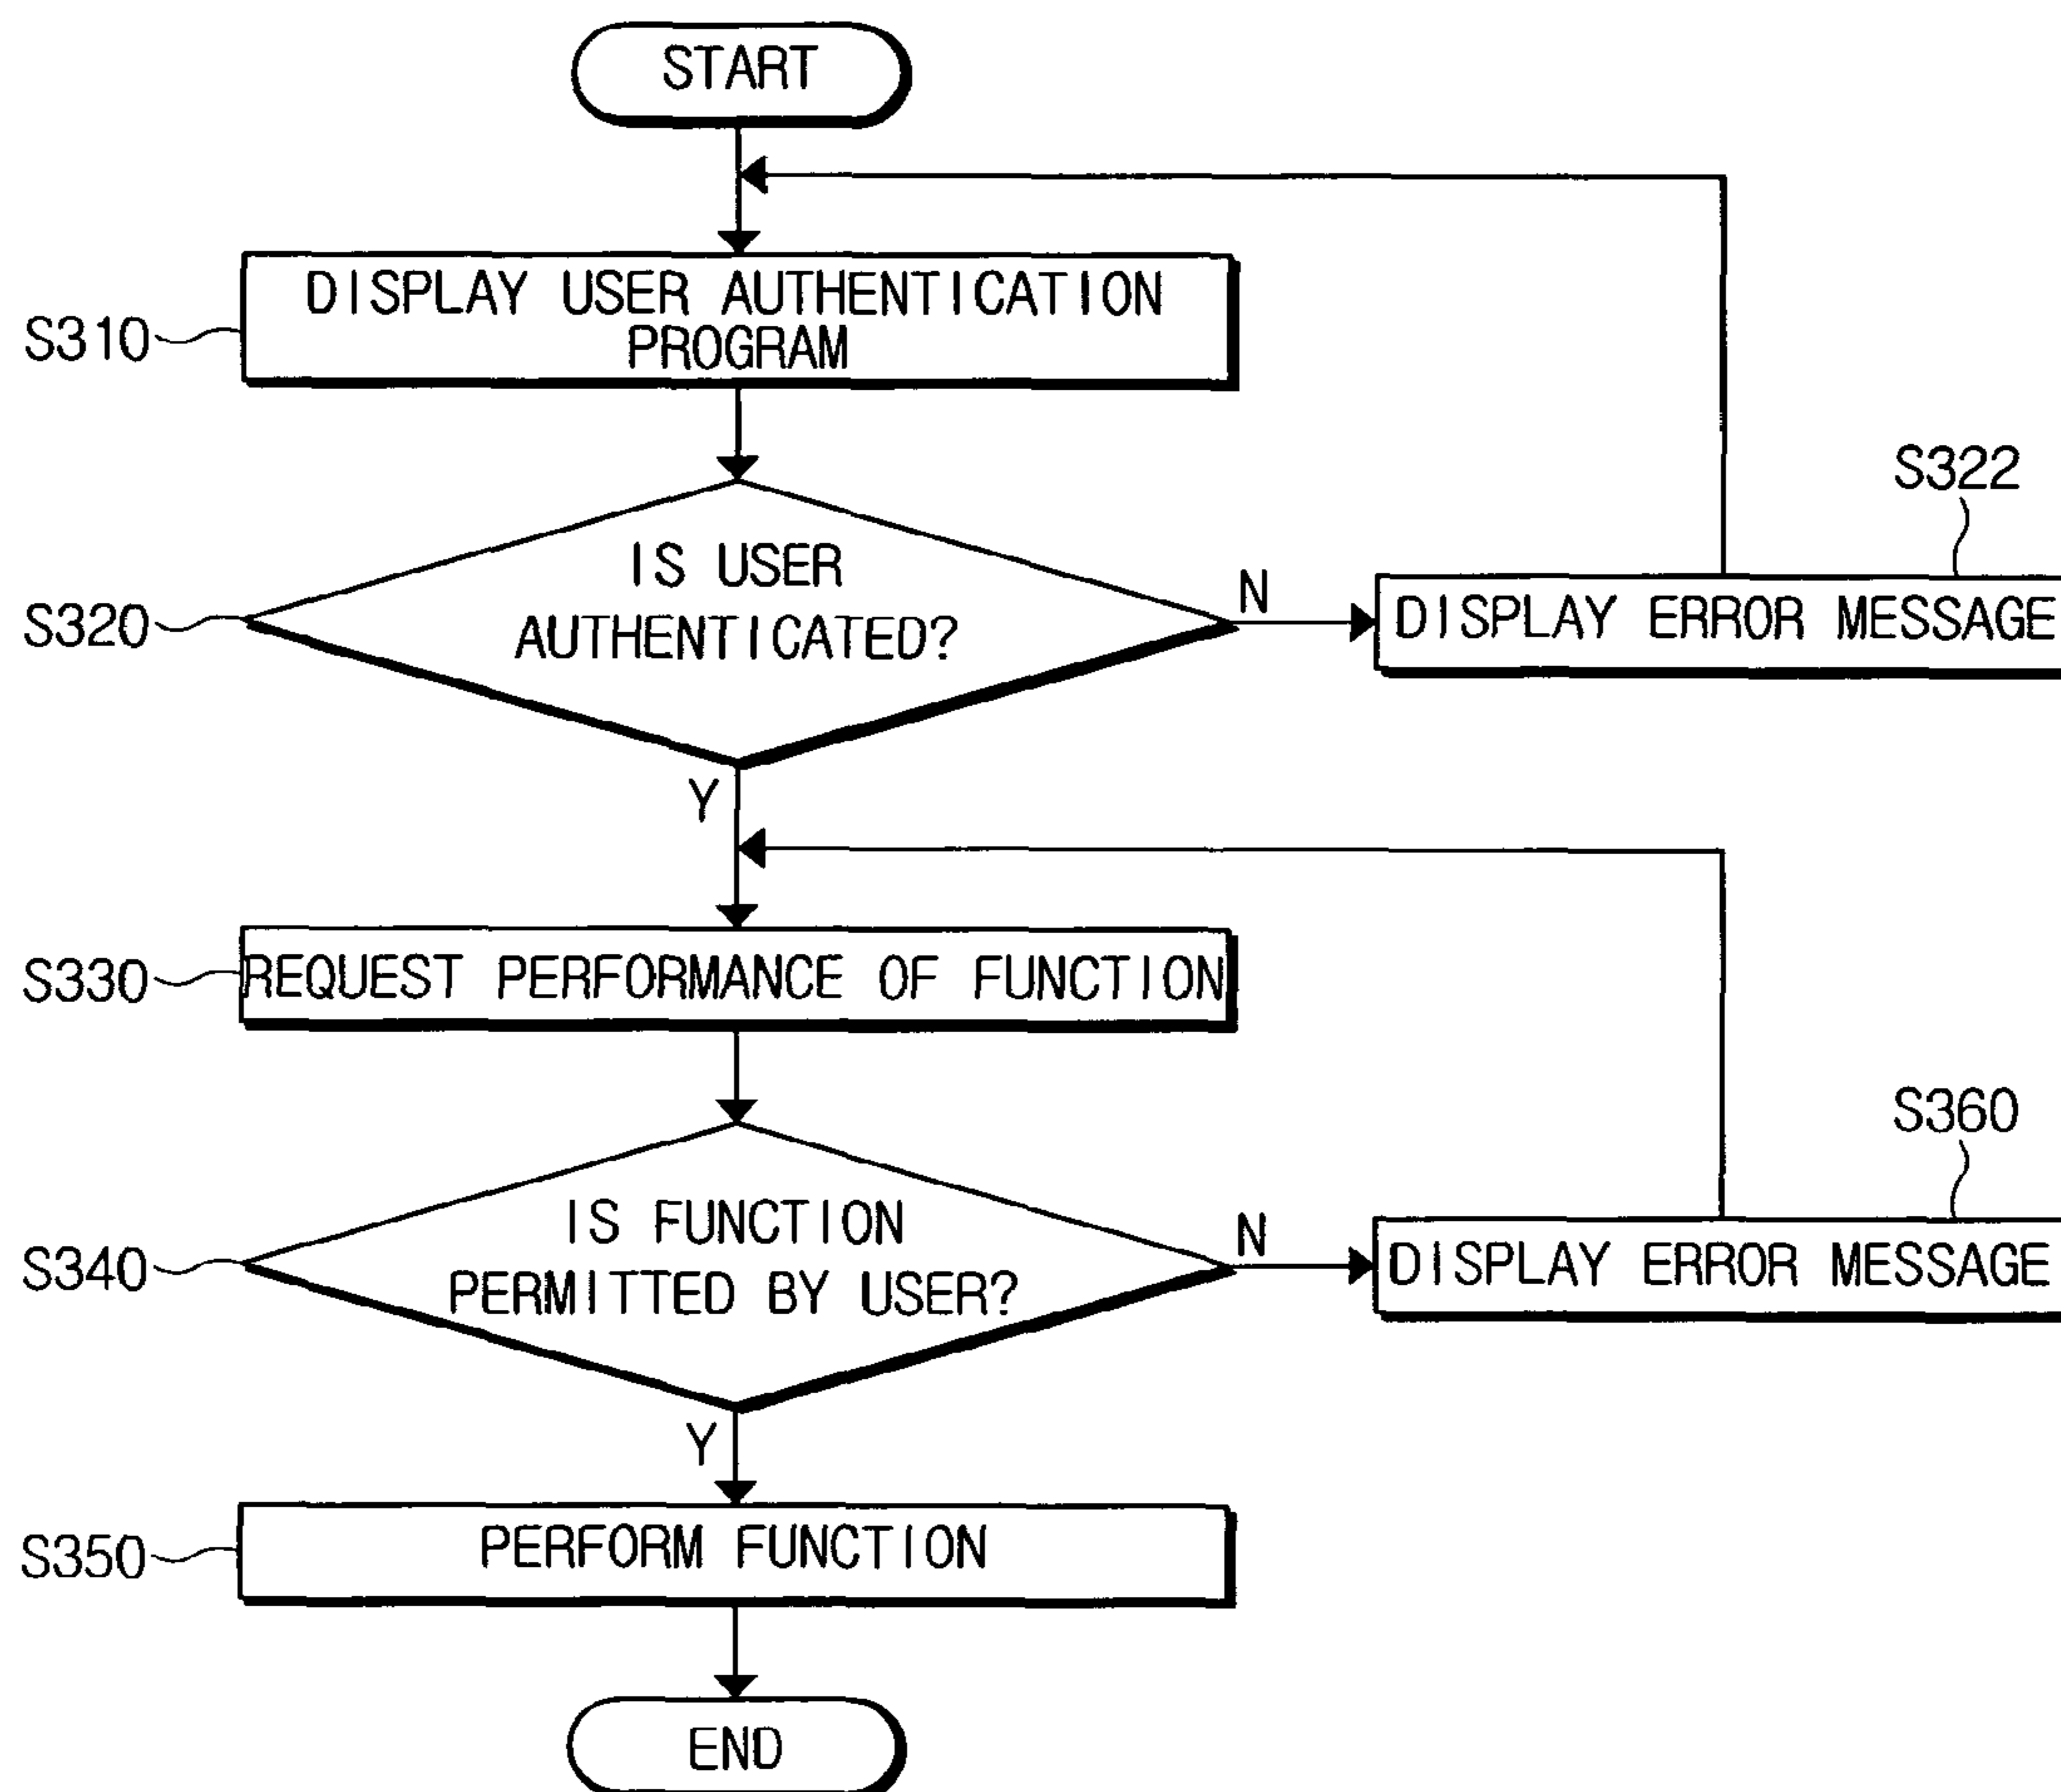 START
DISPLAY USER AUTHENTICATION
PROGRAM
S310
S322
IS USER
AUTHENTICATED?
S320
N
DISPLAY ERROR MESSAGE
Y
REQUEST PERFORMANCE OF FUNCTION
S330
S360
IS FUNCTION
PERMITTED BY USER?
S340
N
DISPLAY ERROR MESSAGE
Y
PERFORM FUNCTION
S350
END